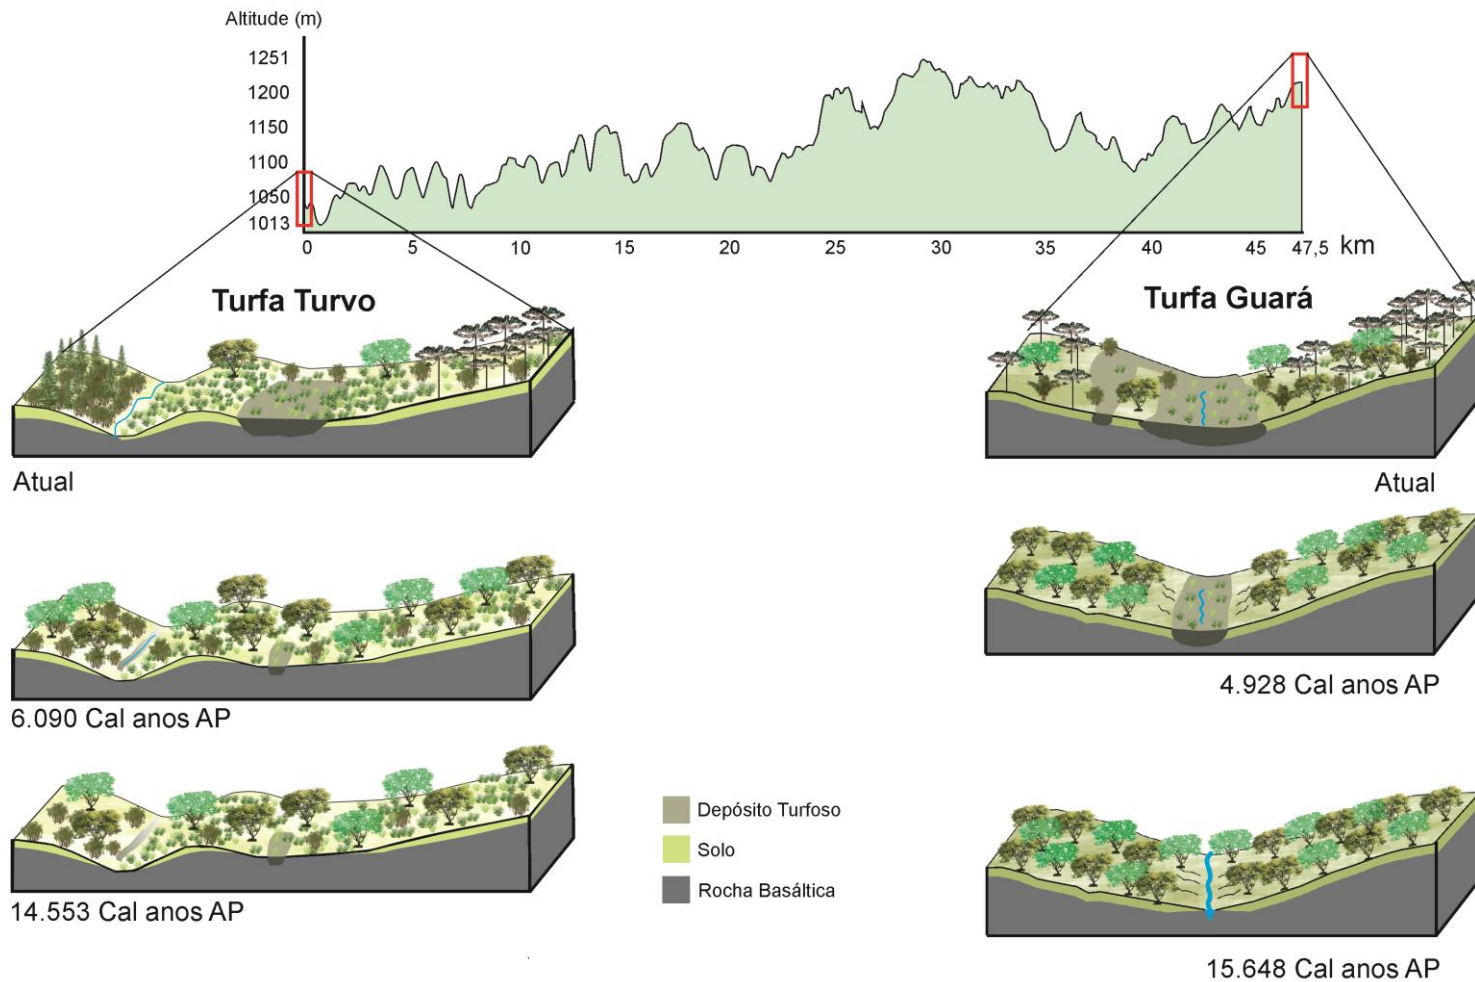 Altitude (m)
1251
1200
1150
1100
1050
1013
0 5 10 15 20 25 30 35 40 45 47,5 km
Turfa Turvo
Turfa Guará
Atual
Atual
6.090 Cal anos AP
4.928 Cal anos AP
Depósito Turfoso
Solo
Rocha Basáltica
14.553 Cal anos AP
15.648 Cal anos AP